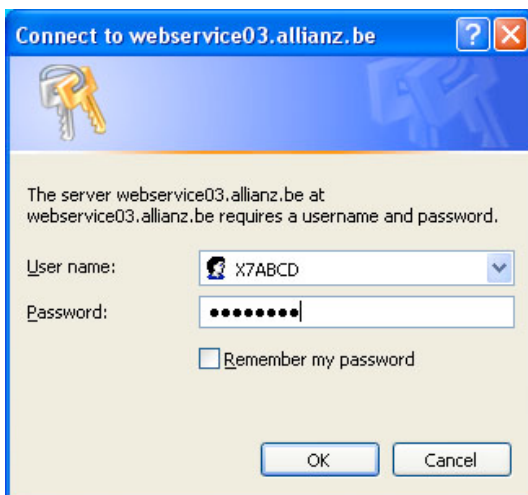 Connect to webservice03.allianz.be
The server webservice03.allianz.be at
webservice03.allianz.be requires a username and password.
User name:
X7ABCD
Password:
••••••••
Remember my password
OK
Cancel